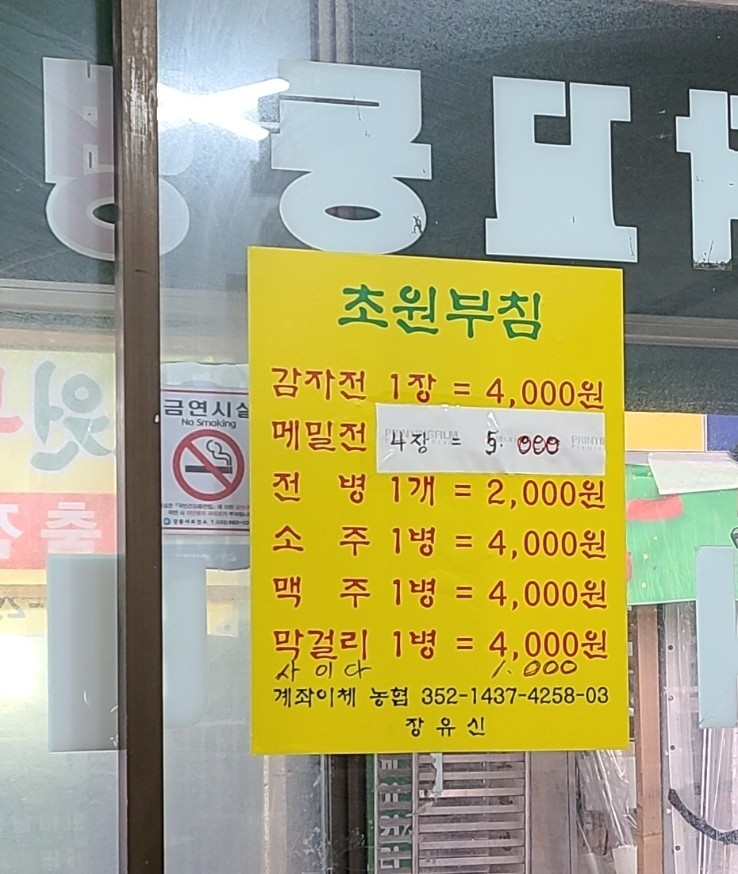 초원부침
감자전 1장 = 4,000원
메밀전 4장 = 5.000
전 병 1개 = 2,000원
소 주 1병 = 4,000원
맥 주 1병 = 4,000원
막걸리 1병 = 4,000원
사이다 1.000
계좌이체 농협 352-1437-4258-03
장유신
금연시설
No Smoking